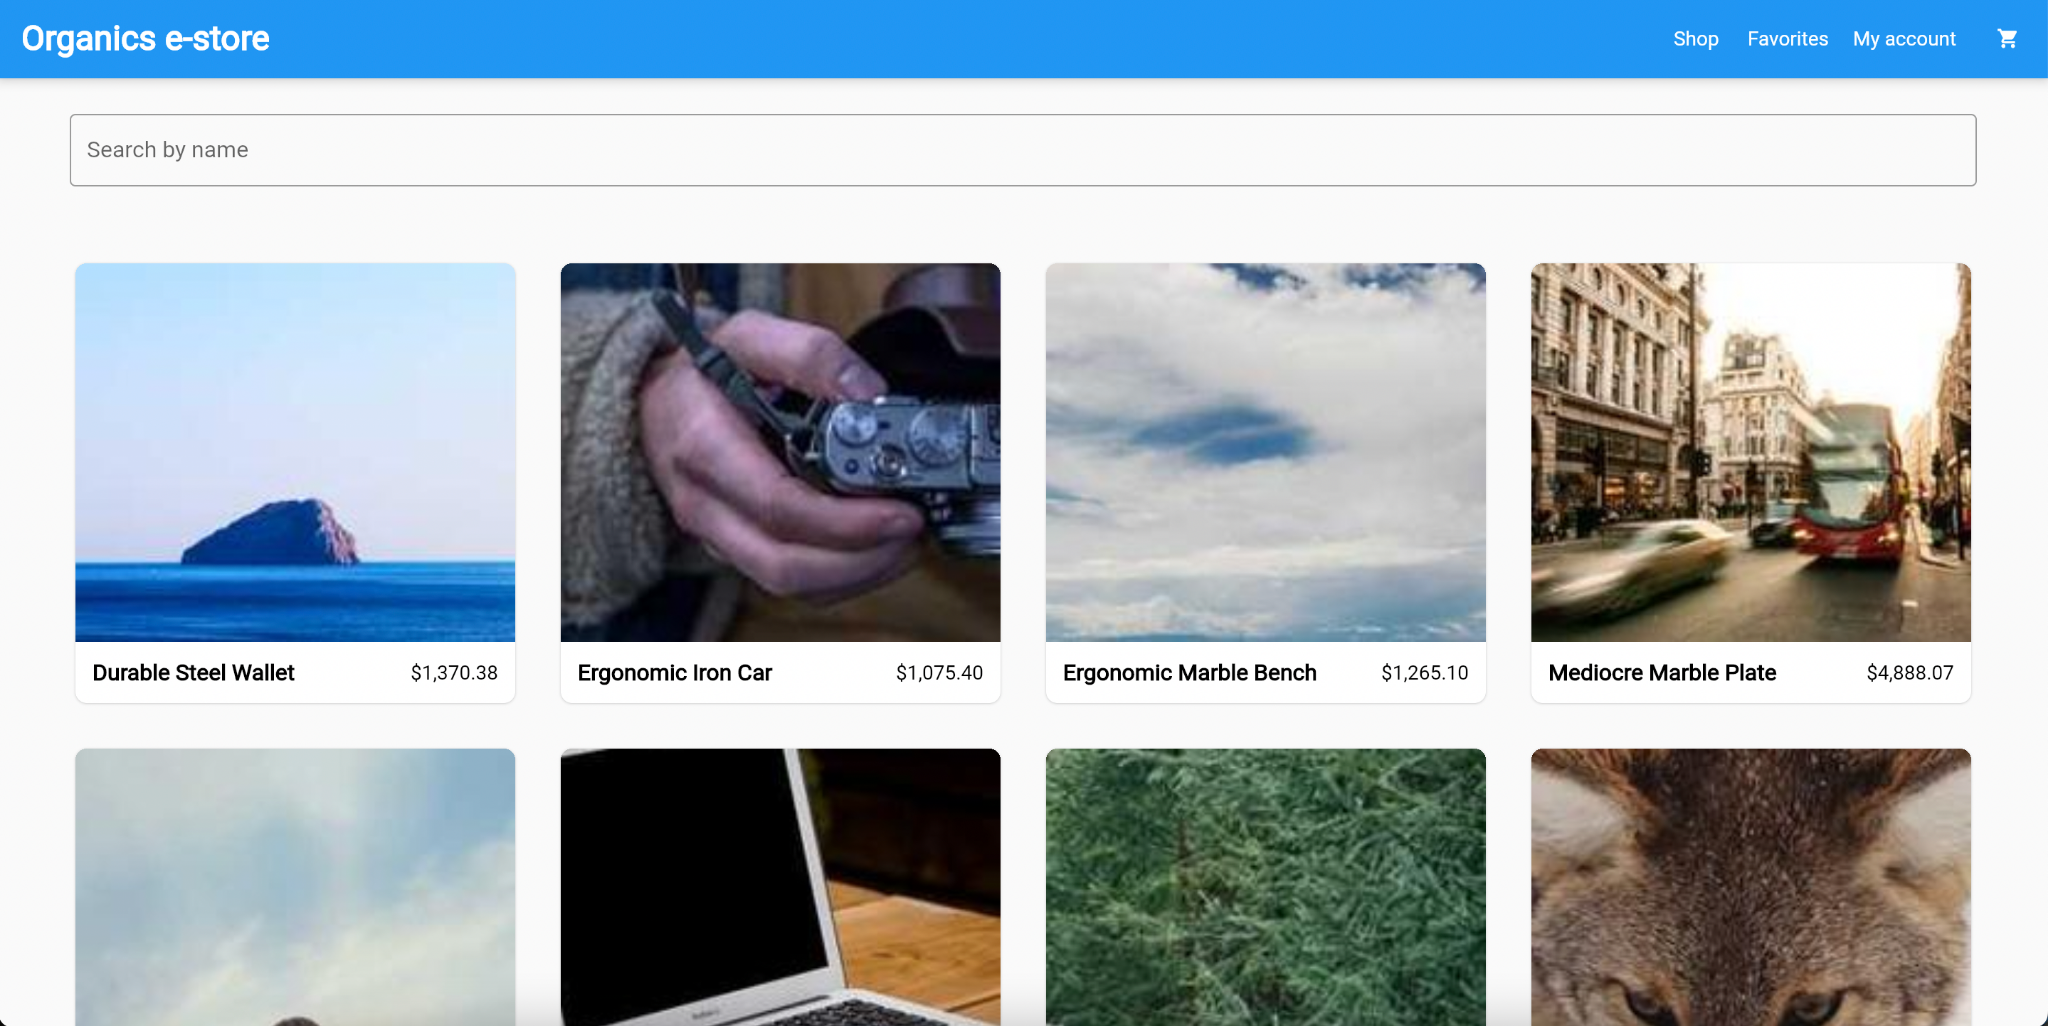 Organics e-store
Shop Favorites My account
Search by name
Durable Steel Wallet $1,370.38
Ergonomic Iron Car $1,075.40
Ergonomic Marble Bench $1,265.10
Mediocre Marble Plate $4,888.07